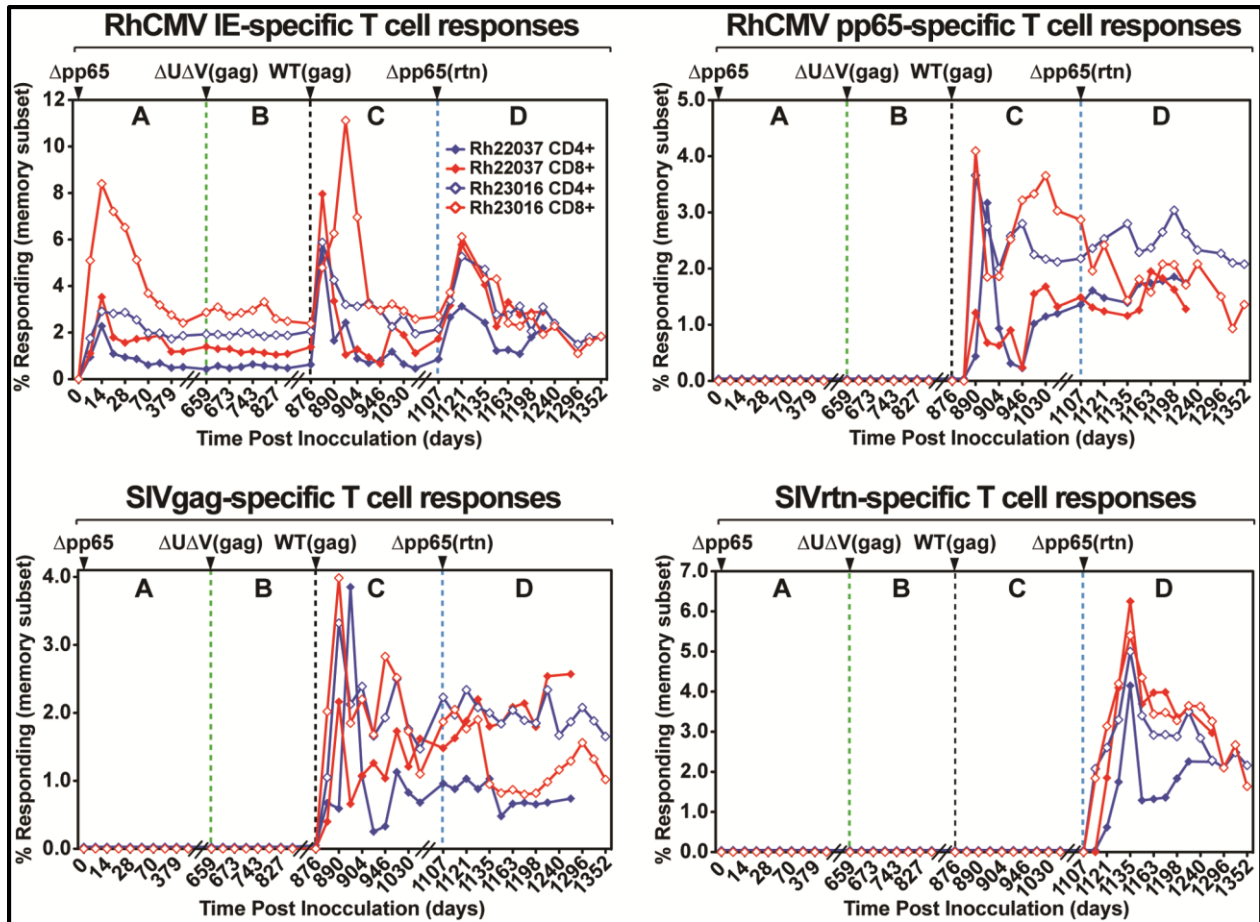 RhCMV IE-specific T cell responses
Δpp65 ΔUΔV(gag) WT(gag) Δpp65(rtn)
% Responding (memory subset)
12
10
8
6
4
2
0
A B C D
Rh22037 CD4+
Rh22037 CD8+
Rh23016 CD4+
Rh23016 CD8+
0 14 28 70 379 659 673 743 827 876 890 904 946 1030 1107 1121 1135 1163 1198 1240 1296 1352
Time Post Inocculation (days)
RhCMV pp65-specific T cell responses
Δpp65 ΔUΔV(gag) WT(gag) Δpp65(rtn)
% Responding (memory subset)
5.0
4.0
3.0
2.0
1.0
0.0
A B C D
0 14 28 70 379 659 673 743 827 876 890 904 946 1030 1107 1121 1135 1163 1198 1240 1296 1352
Time Post Inocculation (days)
SIVgag-specific T cell responses
Δpp65 ΔUΔV(gag) WT(gag) Δpp65(rtn)
% Responding (memory subset)
4.0
3.0
2.0
1.0
0.0
A B C D
0 14 28 70 379 659 673 743 827 876 890 904 946 1030 1107 1121 1135 1163 1198 1240 1296 1352
Time Post Inocculation (days)
SIVrtn-specific T cell responses
Δpp65 ΔUΔV(gag) WT(gag) Δpp65(rtn)
% Responding (memory subset)
7.0
6.0
5.0
4.0
3.0
2.0
1.0
0.0
A B C D
0 14 28 70 379 659 673 743 827 876 890 904 946 1030 1107 1121 1135 1163 1198 1240 1296 1352
Time Post Inocculation (days)